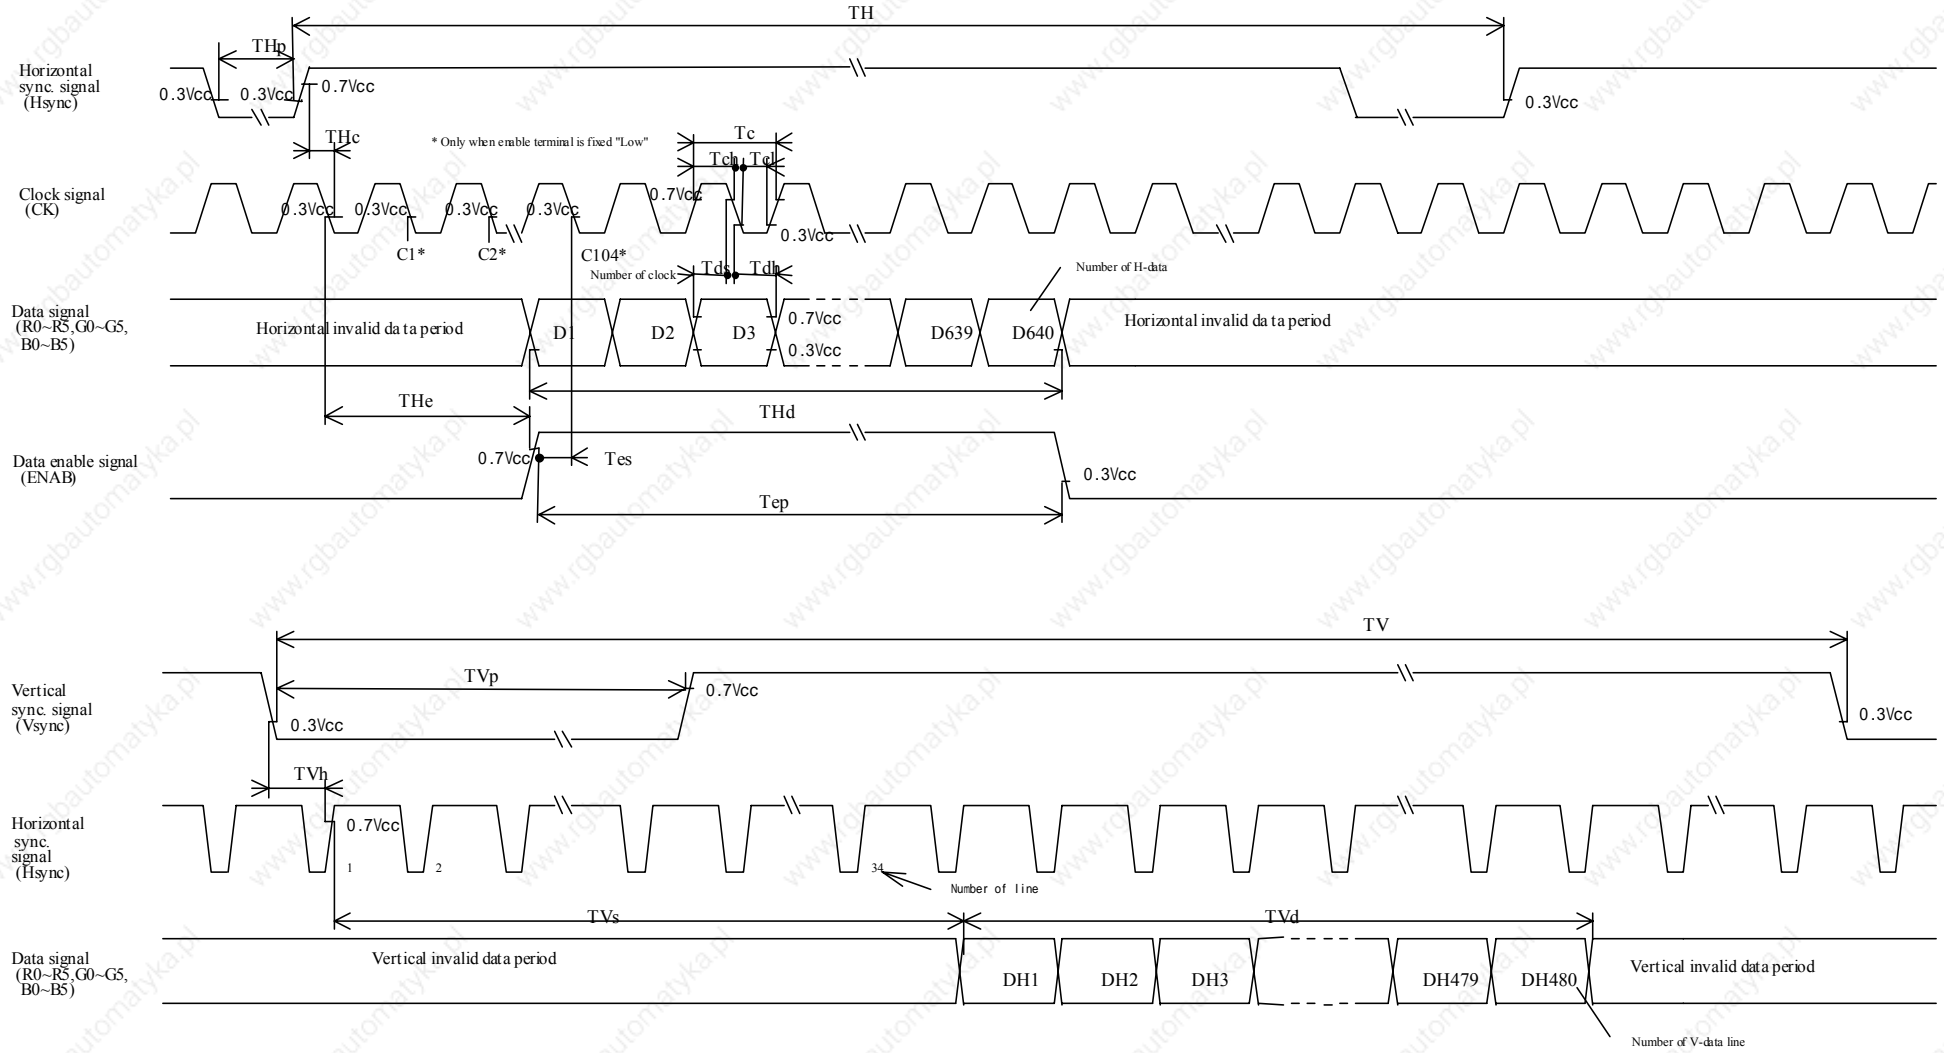 TH
THp
Horizontal
sync. signal
(Hsync)
0.3Vcc
0.3Vcc
0.7Vcc
0.3Vcc
THc
* Only when enable terminal is fixed "Low"
Tc
Tch
Tcl
Clock signal
(CK)
0.3Vcc
0.3Vcc
0.3Vcc
0.3Vcc
0.7Vcc
0.3Vcc
C1*
C2*
C104*
Number of clock
Tds
Tdh
Number of H-data
Data signal
(R0~R5,G0~G5,
B0~B5)
Horizontal invalid data period
D1
D2
D3
0.7Vcc
0.3Vcc
D639
D640
Horizontal invalid data period
THe
THd
Data enable signal
(ENAB)
0.7Vcc
Tes
0.3Vcc
Tep
TV
TVp
Vertical
sync. signal
(Vsync)
0.3Vcc
0.7Vcc
0.3Vcc
TVh
Horizontal
sync.
signal
(Hsync)
0.7Vcc
1
2
34
Number of line
TVs
TVd
Data signal
(R0~R5,G0~G5,
B0~B5)
Vertical invalid data period
DH1
DH2
DH3
DH479
DH480
Vertical invalid data period
Number of V-data line
www.rgbautomatyka.pl